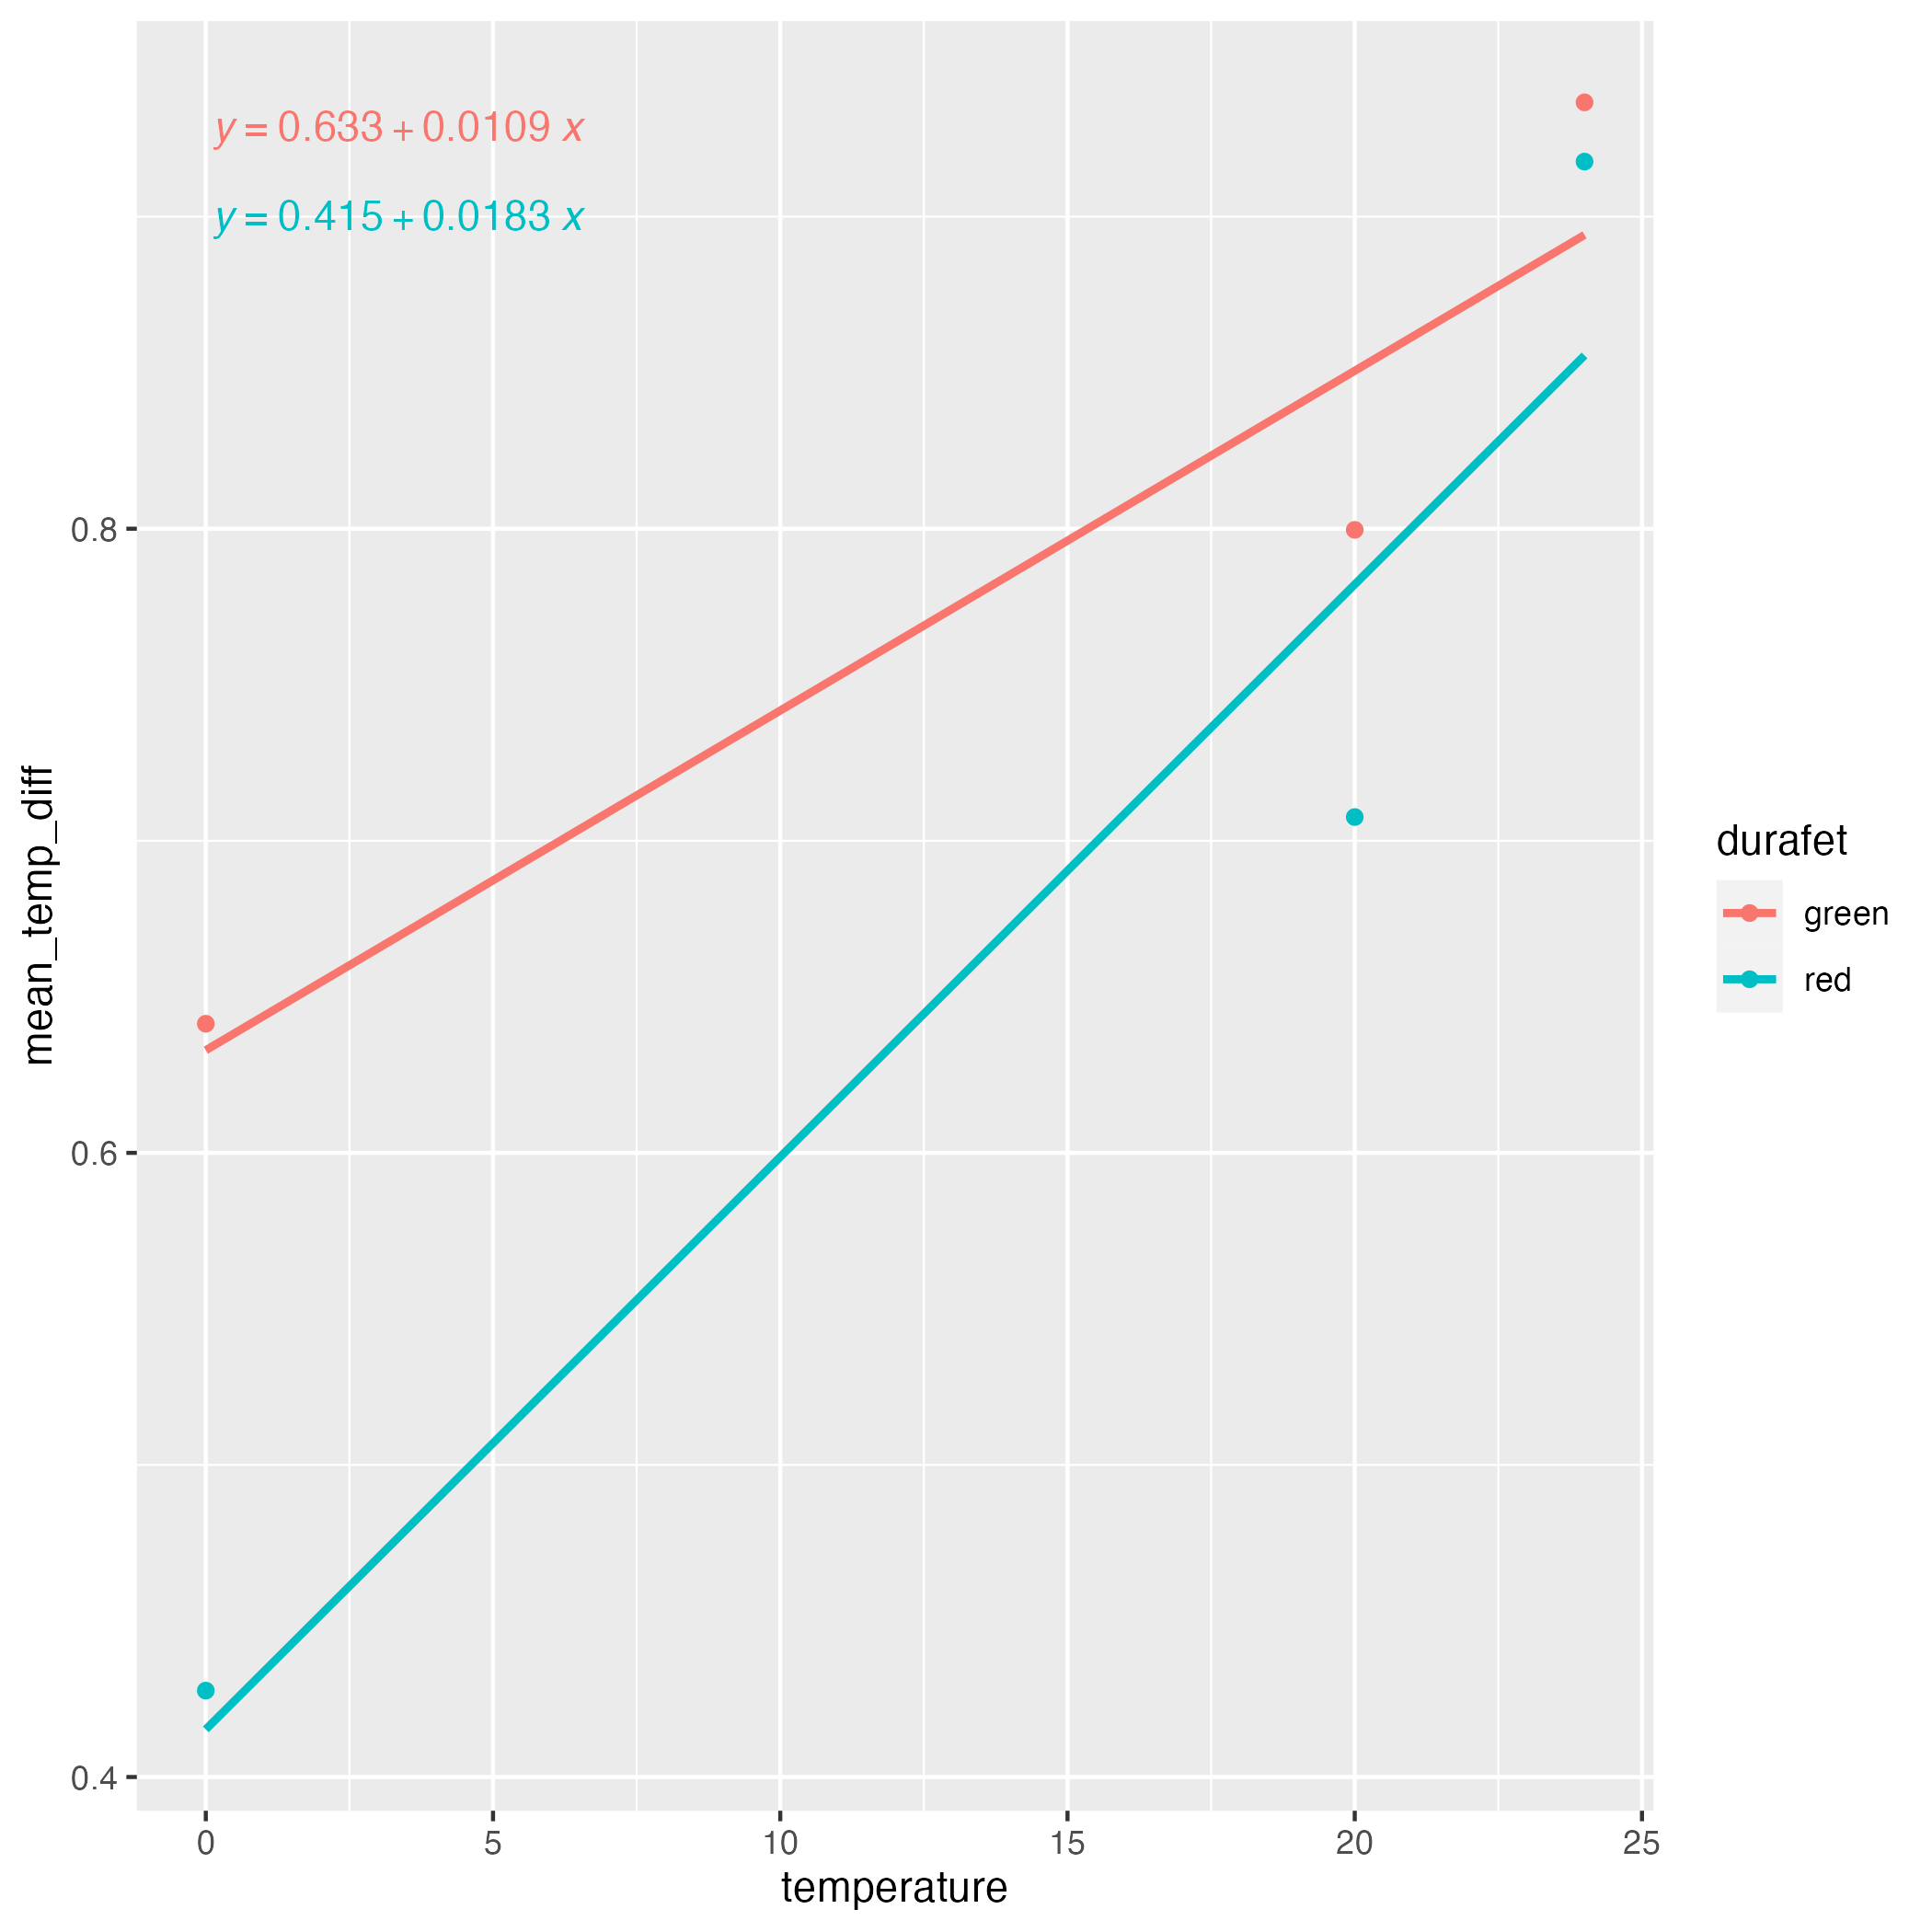 y = 0.633 + 0.0109 x
y = 0.415 + 0.0183 x
0.8
0.6
0.4
mean_temp_diff
0 5 10 15 20 25
temperature
durafet
green
red